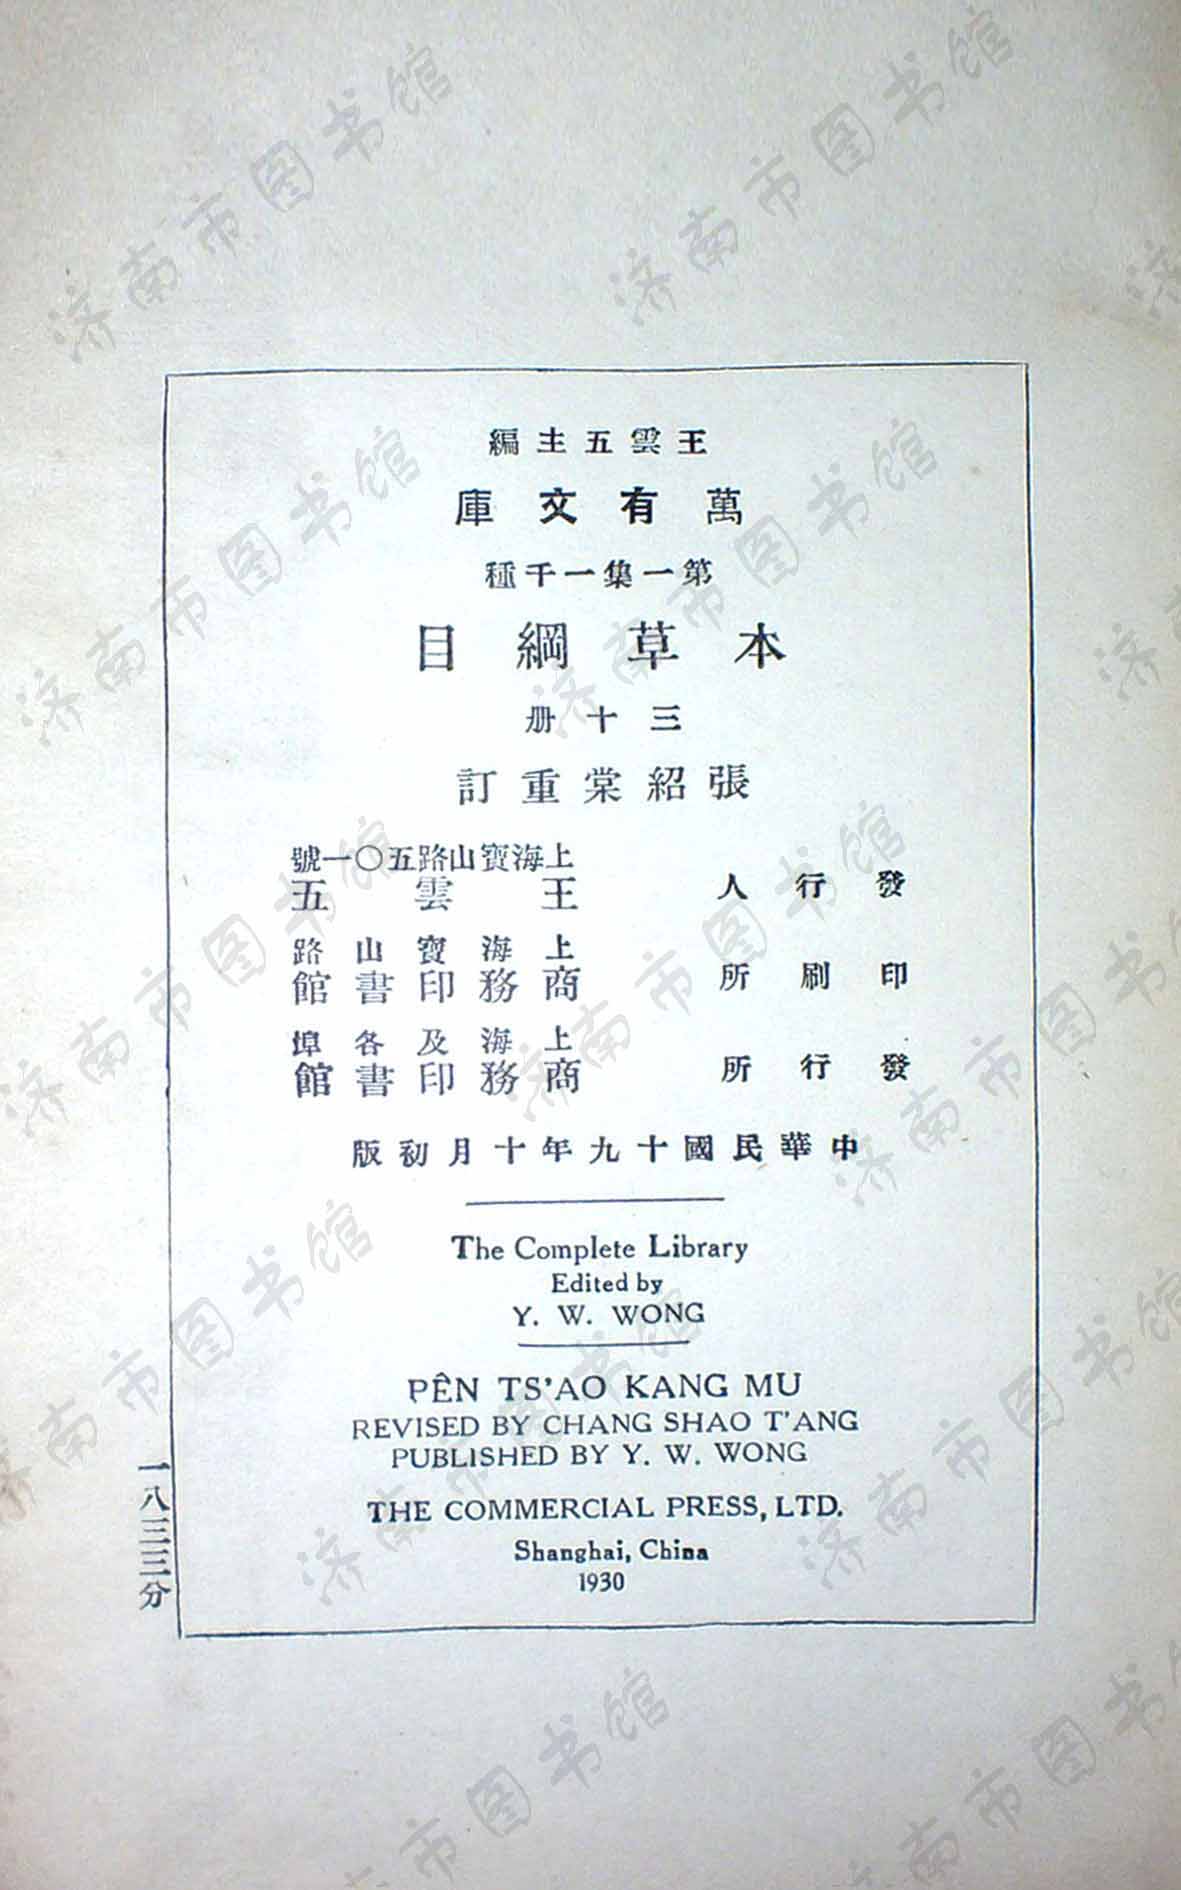 王雲五主編
萬有文庫
第一集一千種
本草綱目
三十册
張紹棠重訂
發行人
上海寶山路五〇一號
王雲五
印刷所
上海寶山路
商務印書館
發行所
上海及各埠
商務印書館
中華民國十九年十月初版
The Complete Library
Edited by
Y. W. WONG
PÊN TS'AO KANG MU
REVISED BY CHANG SHAO T'ANG
PUBLISHED BY Y. W. WONG
THE COMMERCIAL PRESS, LTD.
Shanghai, China
1930
一八三三分
济南市图书馆